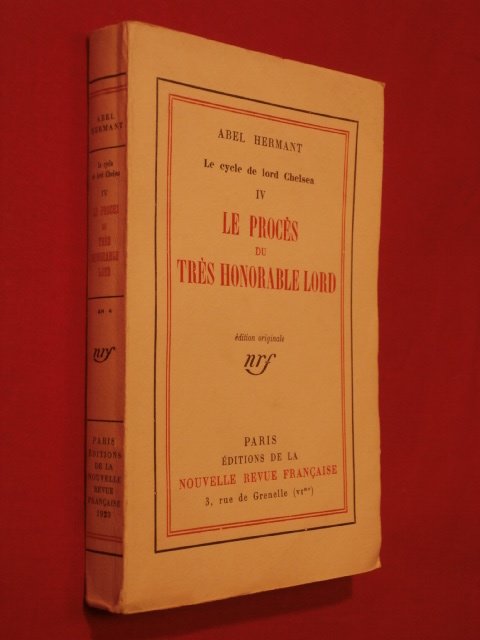 ABEL
HERMANT
Le cycle
de lord Chelsea
IV
LE PROCÈS
DU
TRÈS
HONORABLE
LORD
nrf
PARIS
ÉDITIONS
DE LA
NOUVELLE
REVUE
FRANÇAISE
1923
ABEL HERMANT
Le cycle de lord Chelsea
IV
LE PROCÈS
DU
TRÈS HONORABLE LORD
édition originale
nrf
PARIS
ÉDITIONS DE LA
NOUVELLE REVUE FRANÇAISE
3, rue de Grenelle (VIme)